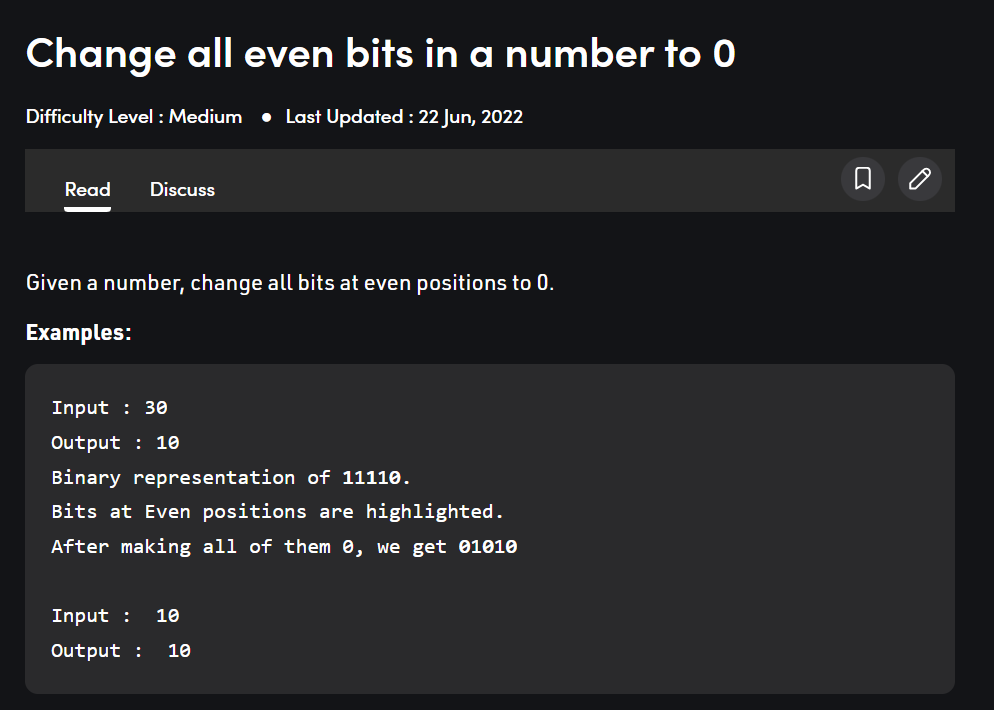 Change all even bits in a number to 0
Difficulty Level : Medium ● Last Updated : 22 Jun, 2022
Read Discuss
Given a number, change all bits at even positions to 0.
Examples:
Input : 30
Output : 10
Binary representation of 11110.
Bits at Even positions are highlighted.
After making all of them 0, we get 01010
Input :  10
Output :  10